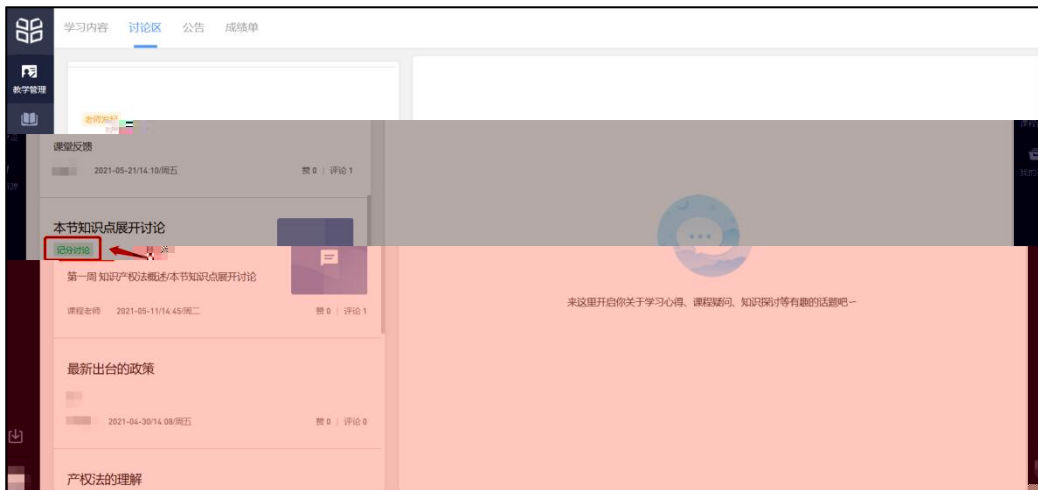 学习内容 讨论区 公告 成绩单
教学管理
课堂反馈
2021-05-21/14:10/周五 赞 0 | 评论 1
本节知识点展开讨论
记分讨论
第一周 知识产权法概述/本节知识点展开讨论
课程老师 2021-05-11/14:45/周二 赞 0 | 评论 1
来这里开启你关于学习心得、课程疑问、知识探讨等有趣的话题吧~
最新出台的政策
2021-04-30/14:08/周五 赞 0 | 评论 0
产权法的理解